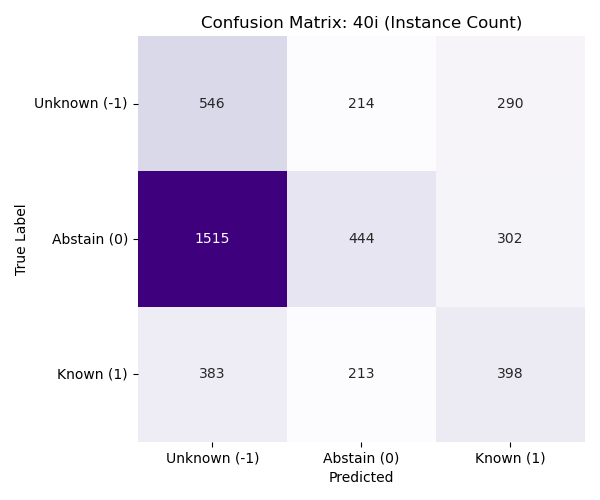 Confusion Matrix: 40i (Instance Count)
True Label
Unknown (-1) 546 214 290
Abstain (0) 1515 444 302
Known (1) 383 213 398
Unknown (-1) Abstain (0) Known (1)
Predicted